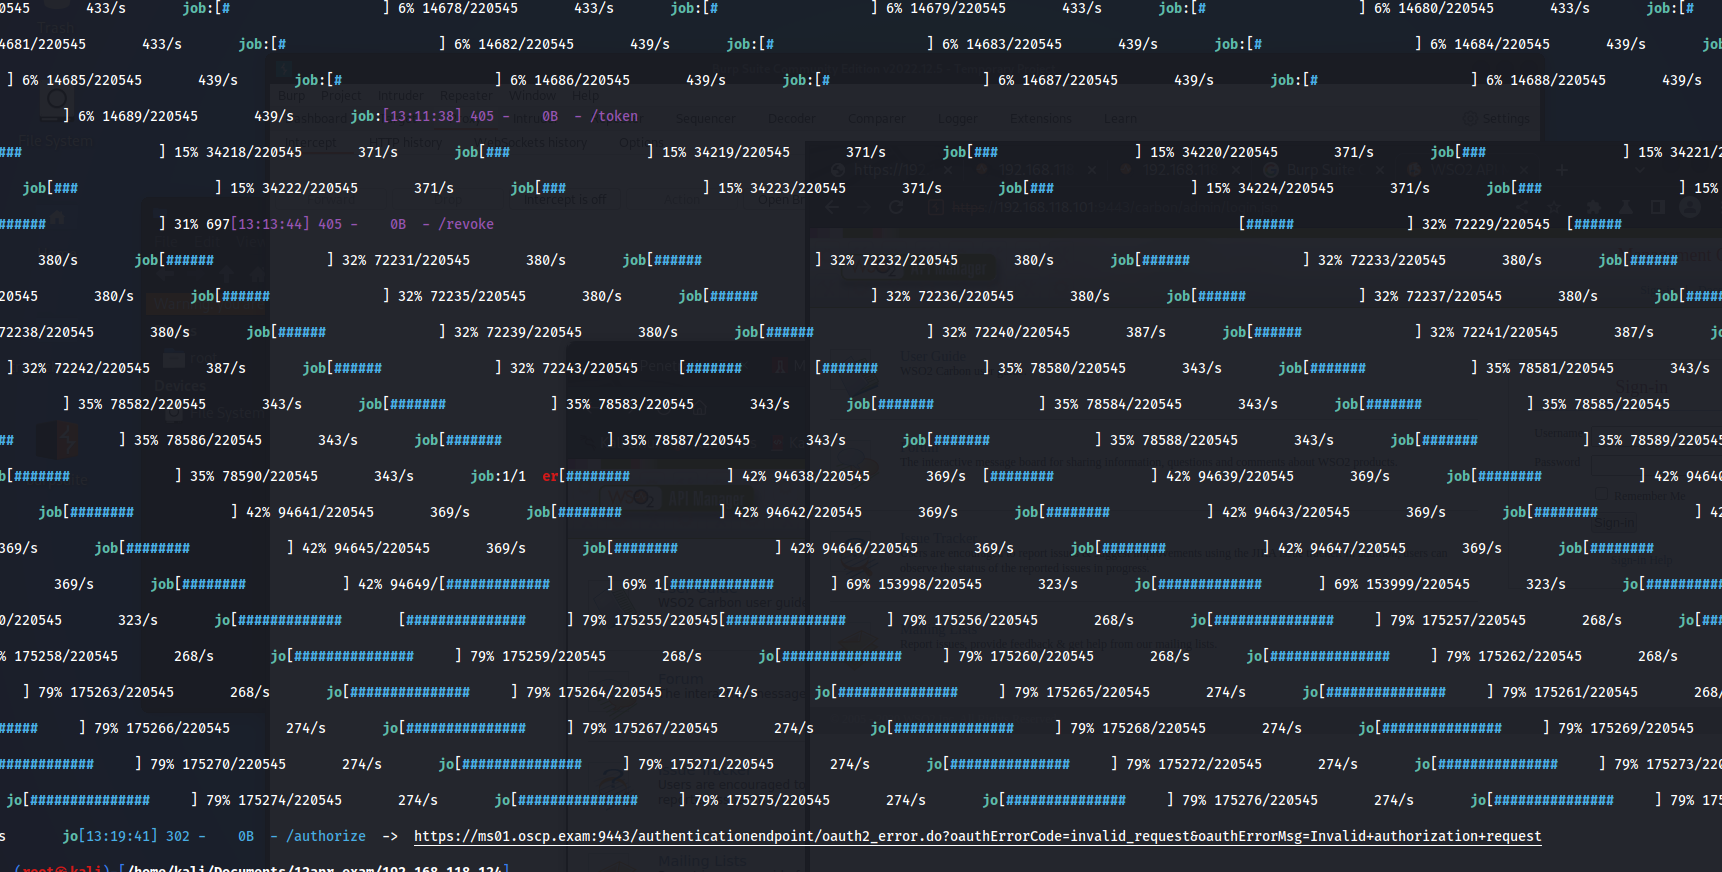 0545       433/s       job:[#                   ] 6% 14678/220545       433/s       job:[#                   ] 6% 14679/220545       433/s       job:[#                   ] 6% 14680/220545       433/s       job:[#
4681/220545       433/s       job:[#                   ] 6% 14682/220545       439/s       job:[#                   ] 6% 14683/220545       439/s       job:[#                   ] 6% 14684/220545       439/s       job
] 6% 14685/220545       439/s       job:[#                   ] 6% 14686/220545       439/s       job:[#                   ] 6% 14687/220545       439/s       job:[#                   ] 6% 14688/220545       439/s
] 6% 14689/220545       439/s       job:[13:11:38] 405 -    0B  - /token
###                 ] 15% 34218/220545       371/s       job[###                 ] 15% 34219/220545       371/s       job[###                 ] 15% 34220/220545       371/s       job[###                 ] 15% 34221/2
job[###                 ] 15% 34222/220545       371/s       job[###                 ] 15% 34223/220545       371/s       job[###                 ] 15% 34224/220545       371/s       job[###                 ] 15%
######              ] 31% 697[13:13:44] 405 -    0B  - /revoke              [######              ] 32% 72229/220545  [######
380/s       job[######              ] 32% 72231/220545       380/s       job[######              ] 32% 72232/220545       380/s       job[######              ] 32% 72233/220545       380/s       job[######
20545       380/s       job[######              ] 32% 72235/220545       380/s       job[######              ] 32% 72236/220545       380/s       job[######              ] 32% 72237/220545       380/s       job[#####
72238/220545       380/s       job[######              ] 32% 72239/220545       380/s       job[######              ] 32% 72240/220545       387/s       job[######              ] 32% 72241/220545       387/s       j
] 32% 72242/220545       387/s       job[######              ] 32% 72243/220545     [#######         [#######             ] 35% 78580/220545       343/s       job[#######             ] 35% 78581/220545       343/s
] 35% 78582/220545       343/s       job[#######             ] 35% 78583/220545       343/s       job[#######             ] 35% 78584/220545       343/s       job[#######             ] 35% 78585/220545
##             ] 35% 78586/220545       343/s       job[#######             ] 35% 78587/220545       343/s       job[#######             ] 35% 78588/220545       343/s       job[#######             ] 35% 78589/22054
b[#######             ] 35% 78590/220545       343/s       job:1/1  er[########            ] 42% 94638/220545       369/s  [########            ] 42% 94639/220545       369/s       job[########            ] 42% 94640
job[########            ] 42% 94641/220545       369/s       job[########            ] 42% 94642/220545       369/s       job[########            ] 42% 94643/220545       369/s       job[########            ] 42
369/s       job[########            ] 42% 94645/220545       369/s       job[########            ] 42% 94646/220545       369/s       job[########            ] 42% 94647/220545       369/s       job[########
369/s       job[########            ] 42% 94649/[#############         ] 69% 1[#############       ] 69% 153998/220545       323/s       jo[#############       ] 69% 153999/220545       323/s       jo[##########
0/220545       323/s       jo[#############       [###############         ] 79% 175255/220545[###############     ] 79% 175256/220545       268/s       jo[###############     ] 79% 175257/220545       268/s       jo[###
% 175258/220545       268/s       jo[###############     ] 79% 175259/220545       268/s       jo[###############     ] 79% 175260/220545       268/s       jo[###############     ] 79% 175262/220545       268/s
] 79% 175263/220545       268/s       jo[###############     ] 79% 175264/220545       274/s       jo[###############     ] 79% 175265/220545       274/s       jo[###############     ] 79% 175261/220545       268/
#####     ] 79% 175266/220545       274/s       jo[###############     ] 79% 175267/220545       274/s       jo[###############     ] 79% 175268/220545       274/s       jo[###############     ] 79% 175269/220545
############     ] 79% 175270/220545       274/s       jo[###############     ] 79% 175271/220545       274/s       jo[###############     ] 79% 175272/220545       274/s       jo[###############     ] 79% 175273/220
jo[###############     ] 79% 175274/220545       274/s       jo[###############     ] 79% 175275/220545       274/s       jo[###############     ] 79% 175276/220545       274/s       jo[###############     ] 79% 175
s       jo[13:19:41] 302 -    0B  - /authorize  ->  https://ms01.oscp.exam:9443/authenticationendpoint/oauth2_error.do?oauthErrorCode=invalid_request&oauthErrorMsg=Invalid+authorization+request
(root㉿kali) [/home/kali/Documents/12apr_exam/192.168.118.124]